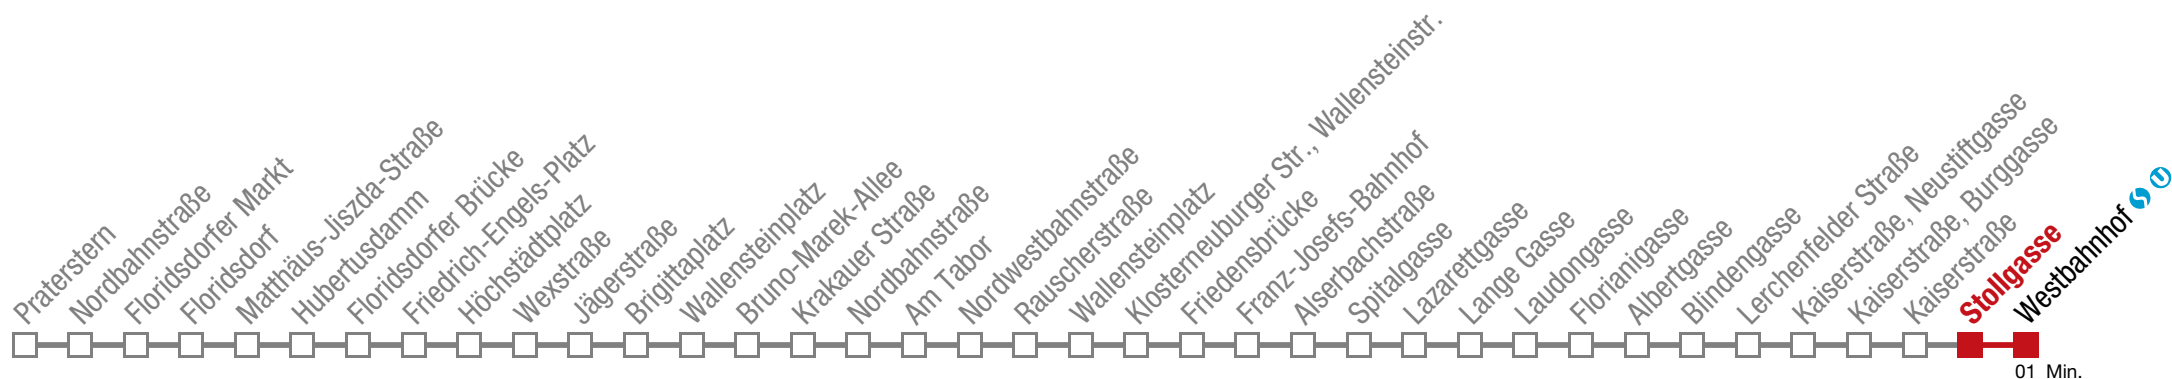 Praterstern
Nordbahnstraße
Floridsdorfer Markt
Floridsdorf
Matthäus-Jiszda-Straße
Hubertusdamm
Floridsdorfer Brücke
Friedrich-Engels-Platz
Höchstädtplatz
Wexstraße
Jägerstraße
Brigittaplatz
Wallensteinplatz
Bruno-Marek-Allee
Krakauer Straße
Nordbahnstraße
Am Tabor
Nordwestbahnstraße
Rauscherstraße
Wallensteinplatz
Klosterneuburger Str., Wallensteinstr.
Friedensbrücke
Franz-Josefs-Bahnhof
Alserbachstraße
Spitalgasse
Lazarettgasse
Lange Gasse
Laudongasse
Florianigasse
Albertgasse
Blindengasse
Lerchenfelder Straße
Kaiserstraße, Neustiftgasse
Kaiserstraße, Burggasse
Kaiserstraße
Stollgasse
Westbahnhof S U
01 Min.